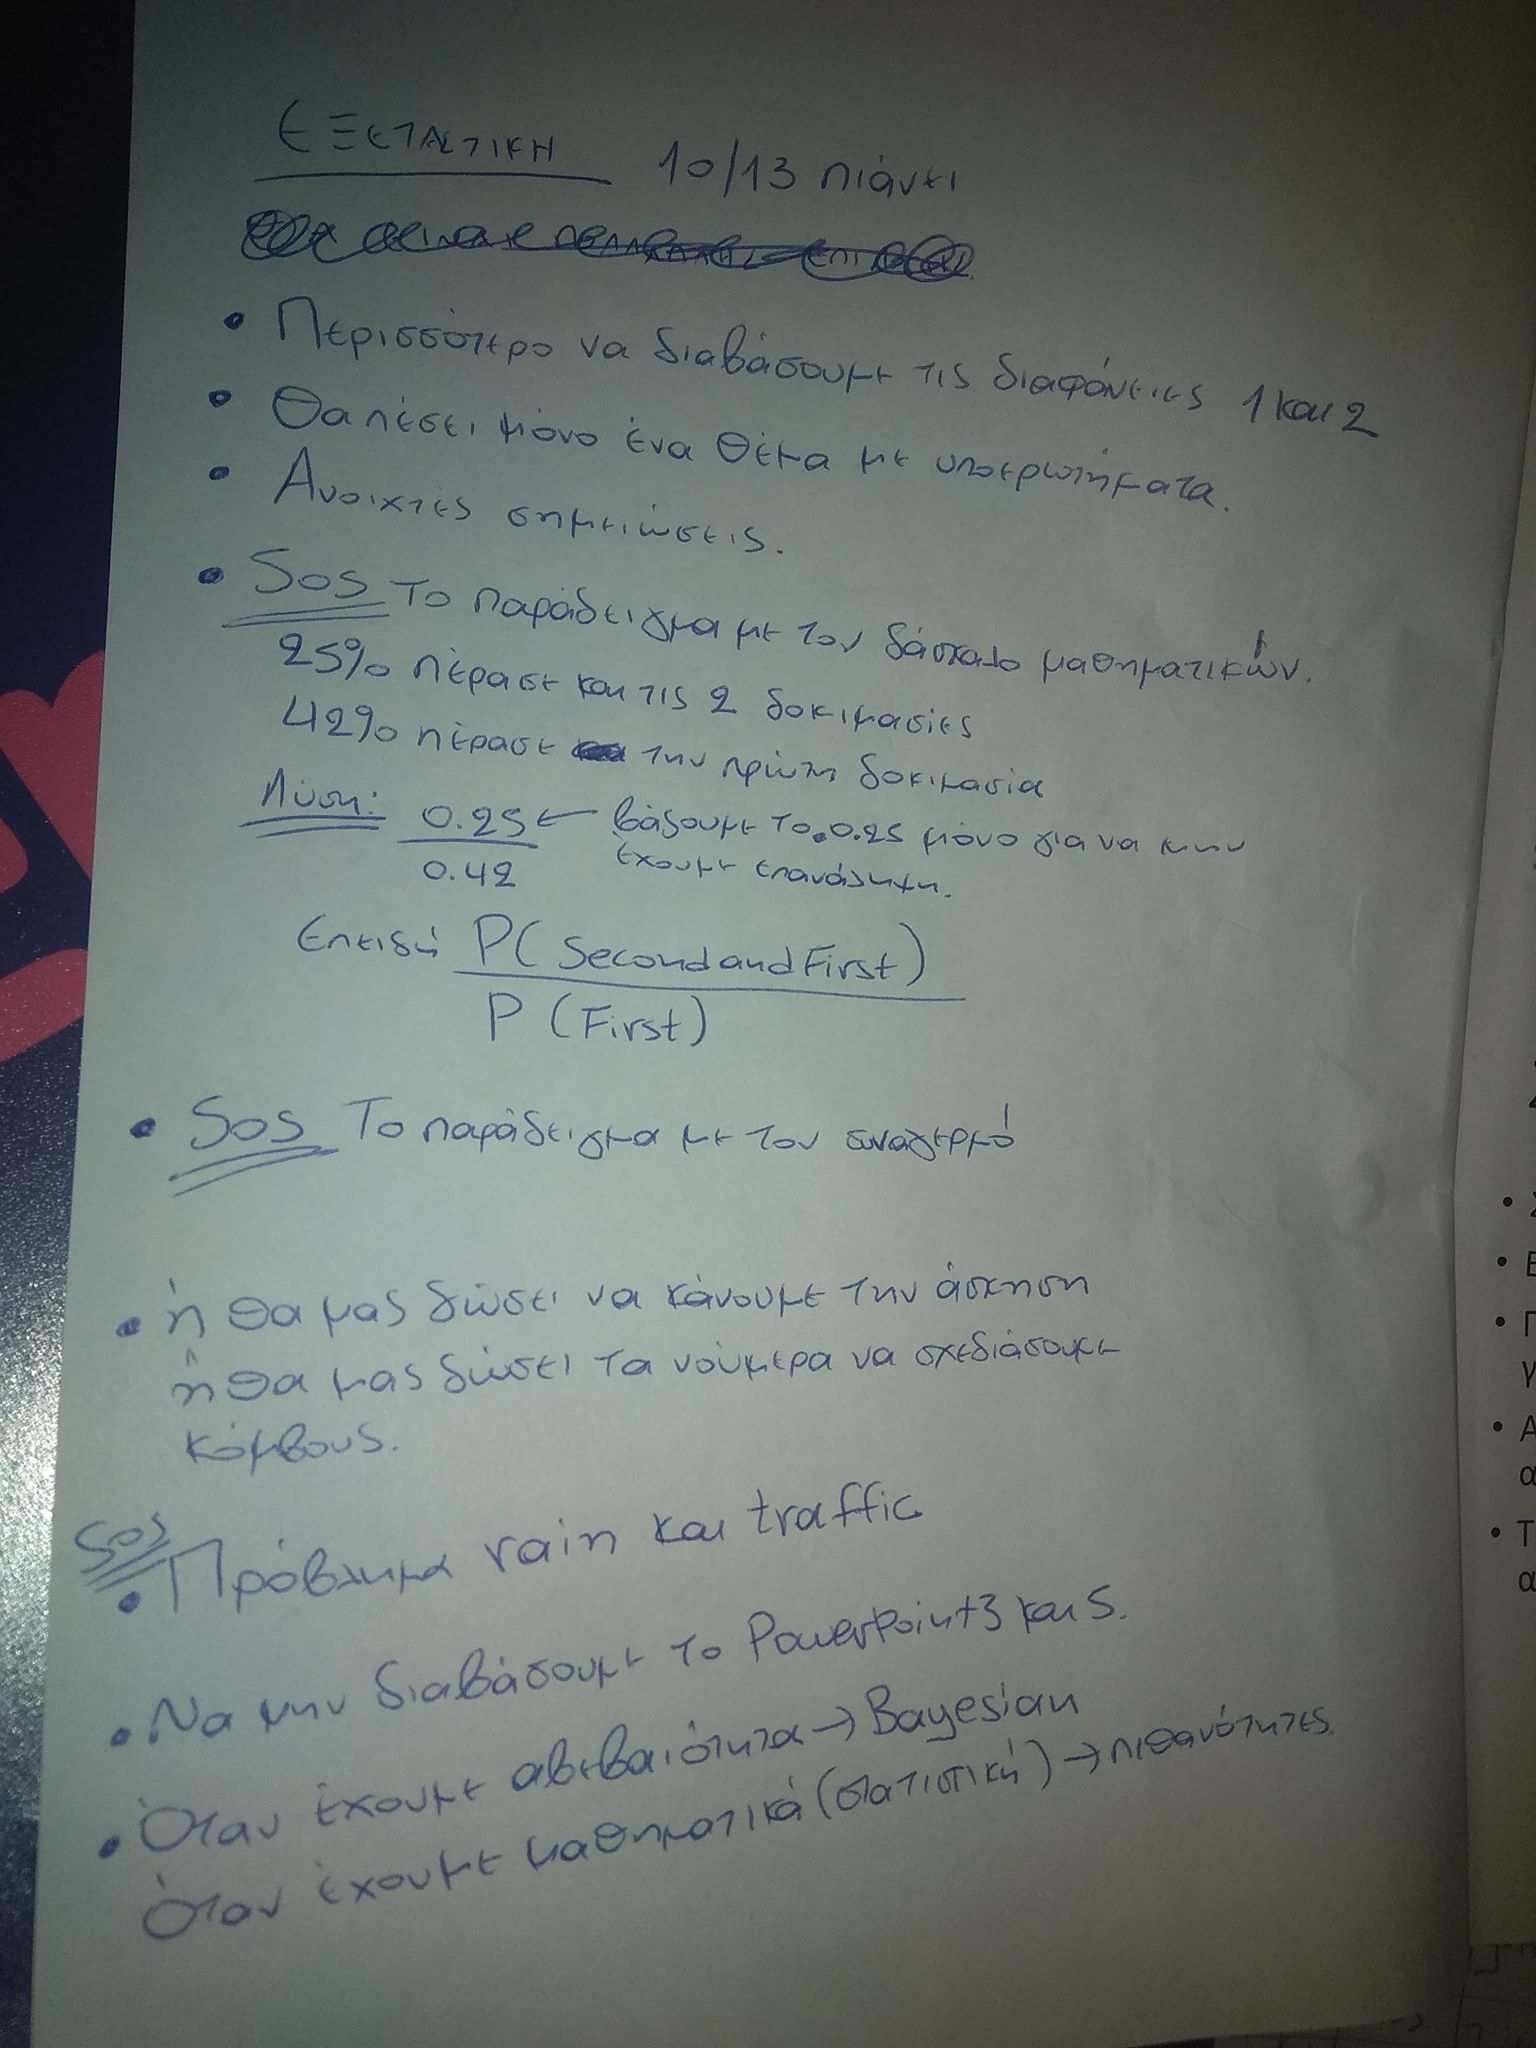 ΕΞΕΤΑΣΤΙΚΗ 10/13 πιάνει
• Περισσότερο να διαβάσουμε τις διαφάνειες 1 και 2
• Θα πέσει μόνο ένα θέμα με υποερωτήματα.
• Ανοιχτές σημειώσεις.
• SOS Το παράδειγμα με τον δάσκαλο μαθηματικών.
25% πέρασε και τις 2 δοκιμασίες
42% πέρασε την πρώτη δοκιμασία
Λύση: 0.25 ← βάζουμε το 0.25 μόνο για να μην
0.42 έχουμε επανάληψη.
Επειδή P(Second and First)
P (First)
• SOS Το παράδειγμα με τον συναγερμό
• ή θα μας δώσει να κάνουμε την άσκηση
ή θα μας δώσει τα νούμερα να σχεδιάσουμε
κόμβους.
SOS
• Πρόβλημα rain και traffic
• Να μην διαβάσουμε το Powerpoint 3 και 5.
• Όταν έχουμε αβεβαιότητα → Bayesian
Όταν έχουμε μαθηματικά (στατιστική) → πιθανότητες.